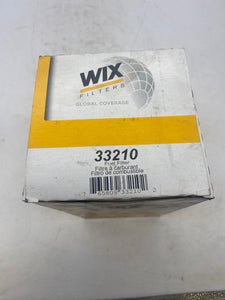 WIX
FILTERS
GLOBAL COVERAGE
33210
Fuel Filter
Filtre à carburant
Filtro de combustible